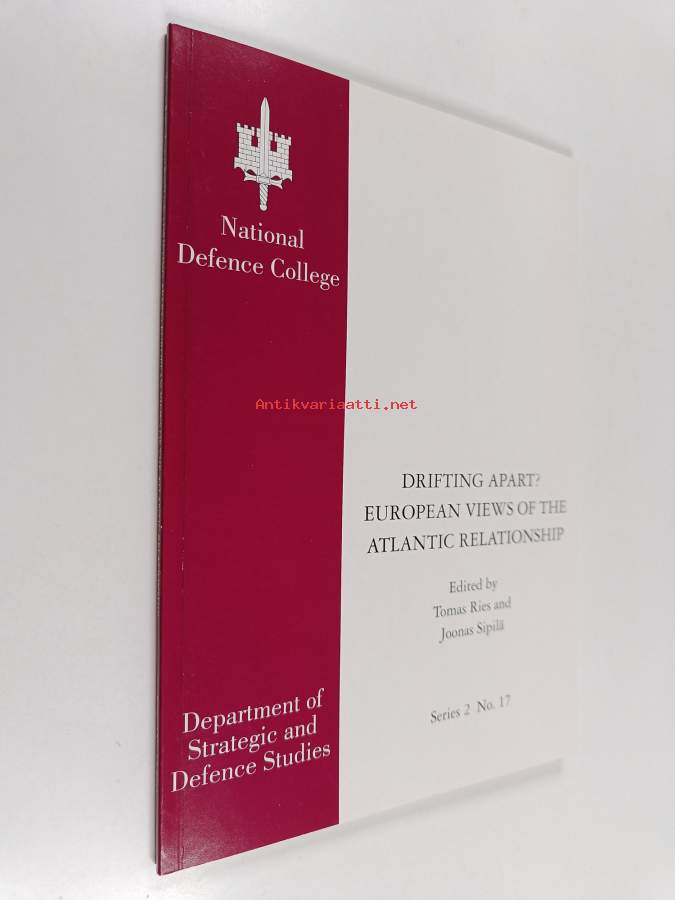 National
Defence College
Antikvariaatti.net
DRIFTING APART?
EUROPEAN VIEWS OF THE
ATLANTIC RELATIONSHIP
Edited by
Tomas Ries and
Joonas Sipilä
Series 2 No. 17
Department of
Strategic and
Defence Studies